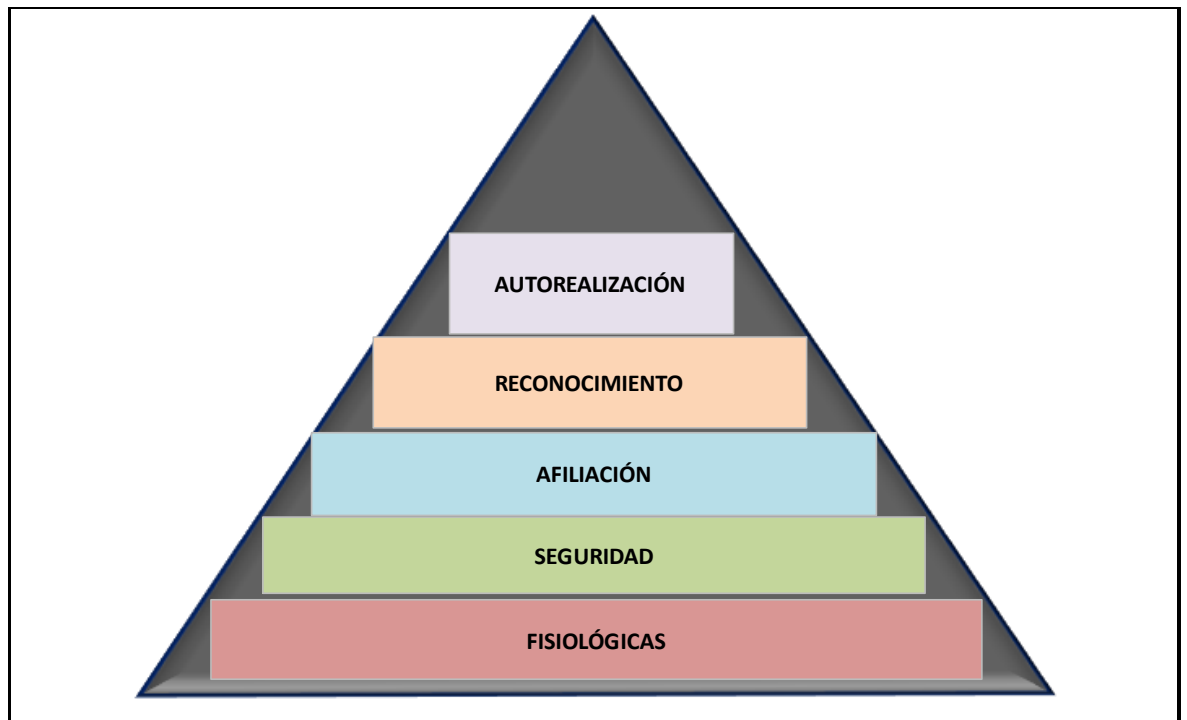 AUTOREALIZACIÓN
RECONOCIMIENTO
AFILIACIÓN
SEGURIDAD
FISIOLÓGICAS